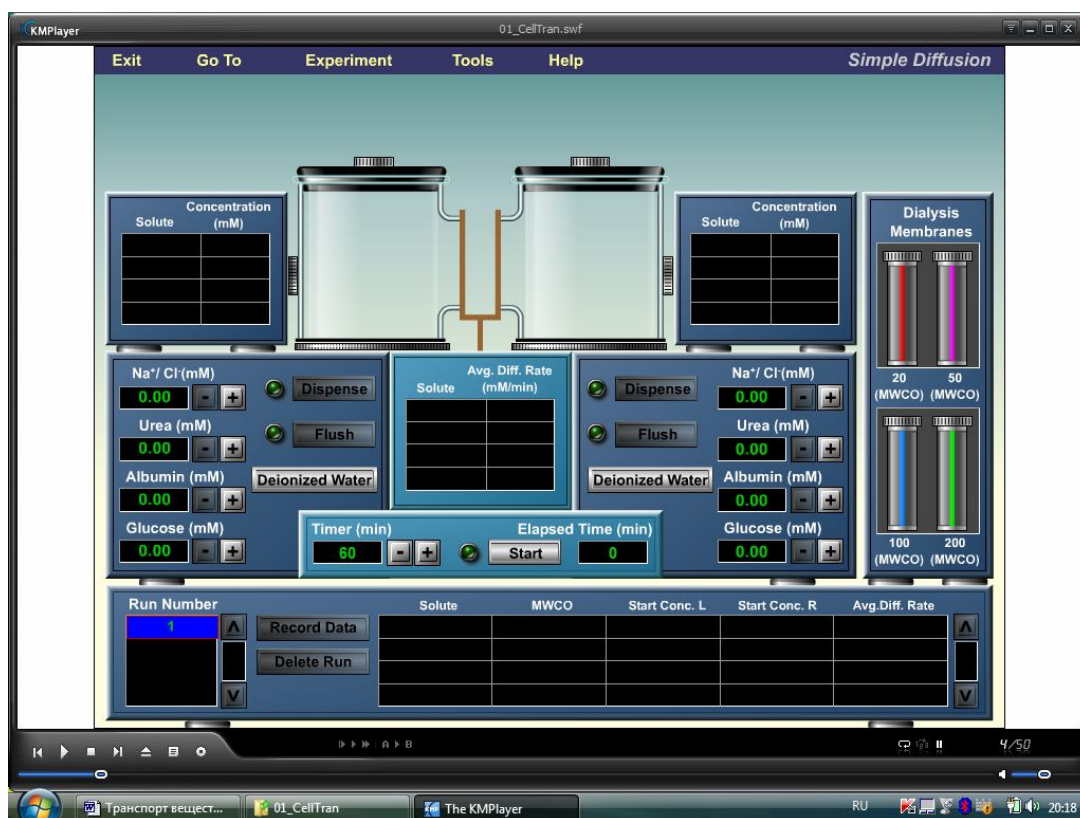 KMPlayer
01_CellTran.swf
Exit Go To Experiment Tools Help Simple Diffusion
Solute Concentration (mM)
Solute Concentration (mM)
Dialysis Membranes
20 (MWCO) 50 (MWCO)
100 (MWCO) 200 (MWCO)
Na⁺/ Cl⁻(mM)
0.00 - +
Urea (mM)
0.00 - +
Albumin (mM)
0.00 - +
Glucose (mM)
0.00 - +
Dispense
Flush
Deionized Water
Solute Avg. Diff. Rate (mM/min)
Dispense
Flush
Deionized Water
Na⁺/ Cl⁻(mM)
0.00 - +
Urea (mM)
0.00 - +
Albumin (mM)
0.00 - +
Glucose (mM)
0.00 - +
Timer (min) Elapsed Time (min)
60 - + Start 0
Run Number Solute MWCO Start Conc. L Start Conc. R Avg.Diff. Rate
1
Record Data
Delete Run
A B
4/50
Транспорт вещест... 01_CellTran The KMPlayer RU 20:18